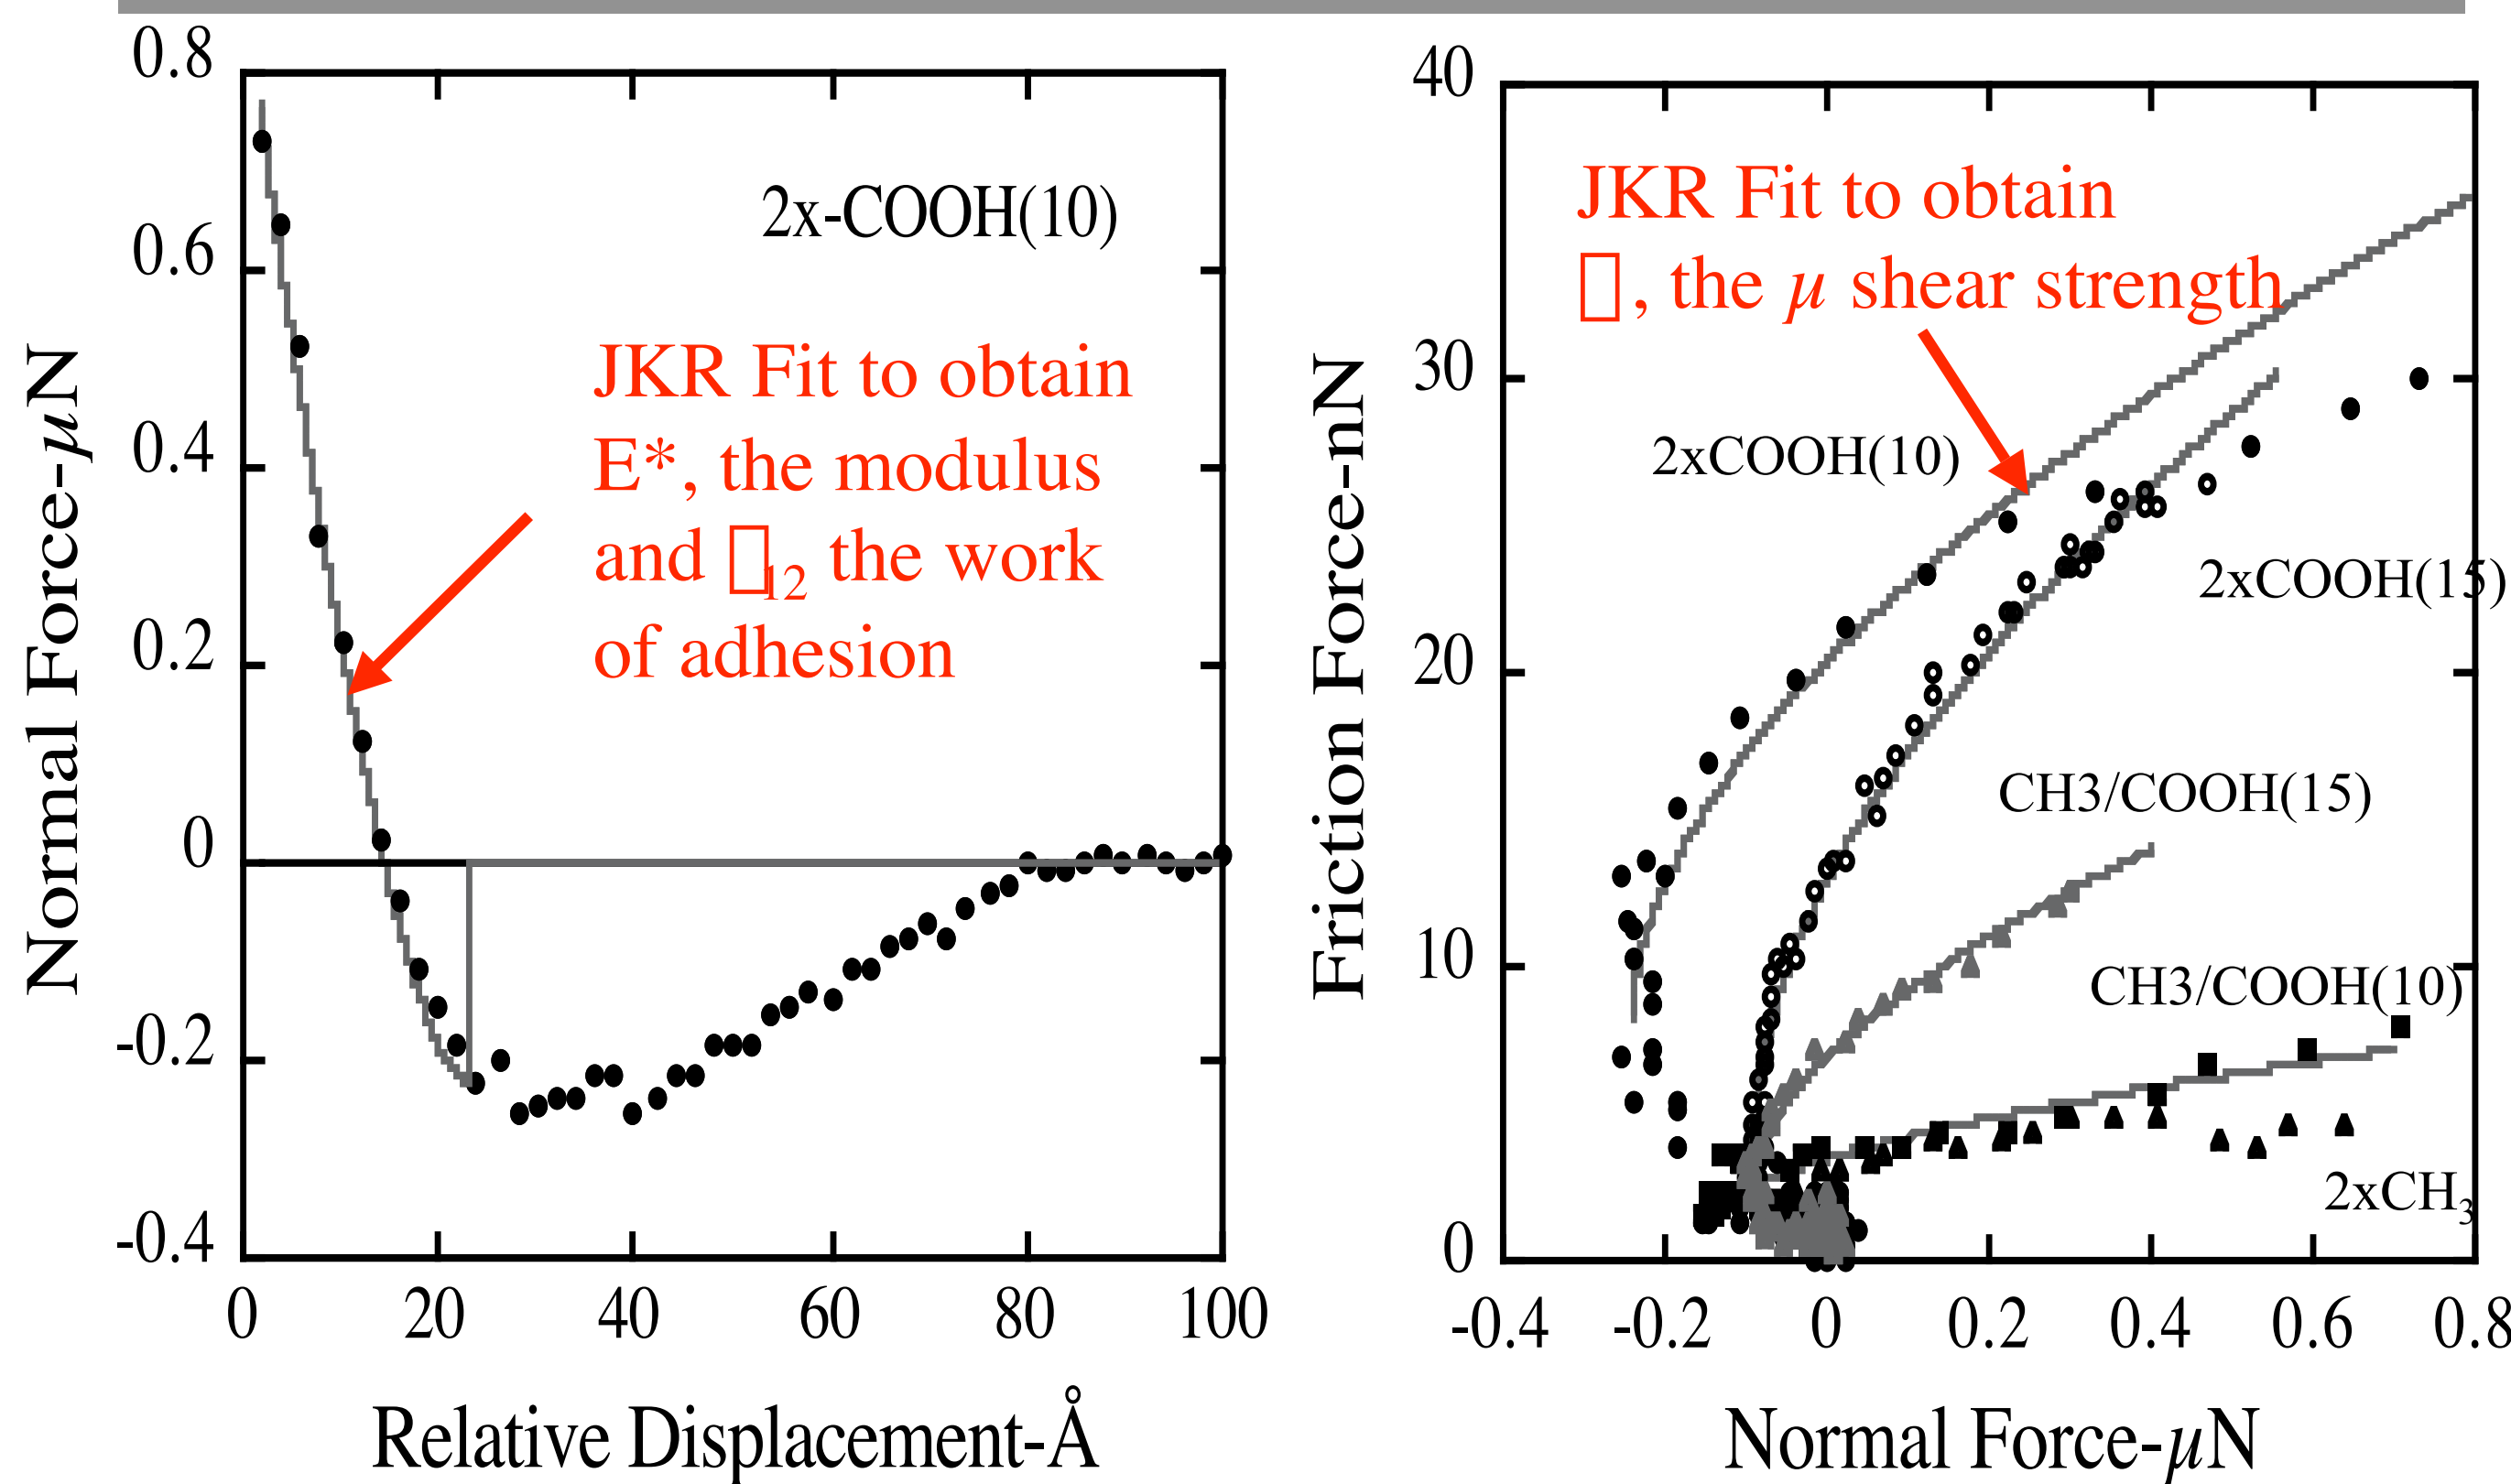 0.8
0.6
0.4
0.2
0
-0.2
-0.4
0 20 40 60 80 100
Normal Force-µN
Relative Displacement-Å
2x-COOH(10)
JKR Fit to obtain
E*, the modulus
and □12 the work
of adhesion
40
30
20
10
0
-0.4 -0.2 0 0.2 0.4 0.6 0.8
Friction Force-nN
Normal Force-µN
JKR Fit to obtain
□, the µ shear strength
2xCOOH(10)
2xCOOH(15)
CH3/COOH(15)
CH3/COOH(10)
2xCH3